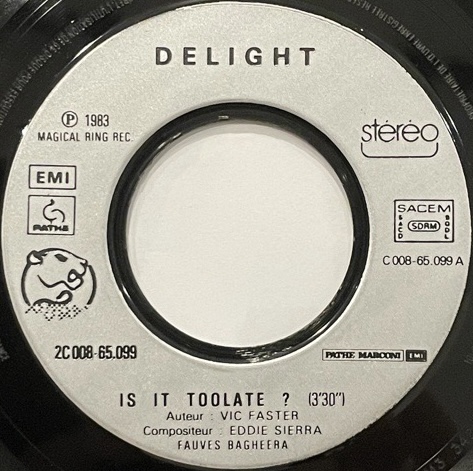 DELIGHT
Ⓟ 1983
MAGICAL RING REC.
stéréo
EMI
PATHE
SACEM
SACD
SDRM
C 008-65.099 A
2C 008-65.099
PATHE MARCONI EMI
IS IT TOOLATE ? (3'30")
Auteur : VIC FASTER
Compositeur : EDDIE SIERRA
FAUVES BAGHEERA